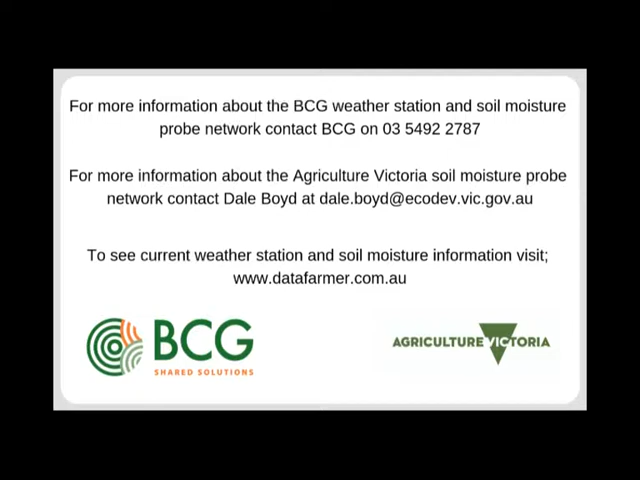 For more information about the BCG weather station and soil moisture
probe network contact BCG on 03 5492 2787
For more information about the Agriculture Victoria soil moisture probe
network contact Dale Boyd at dale.boyd@ecodev.vic.gov.au
To see current weather station and soil moisture information visit;
www.datafarmer.com.au
BCG
SHARED SOLUTIONS
AGRICULTURE VICTORIA